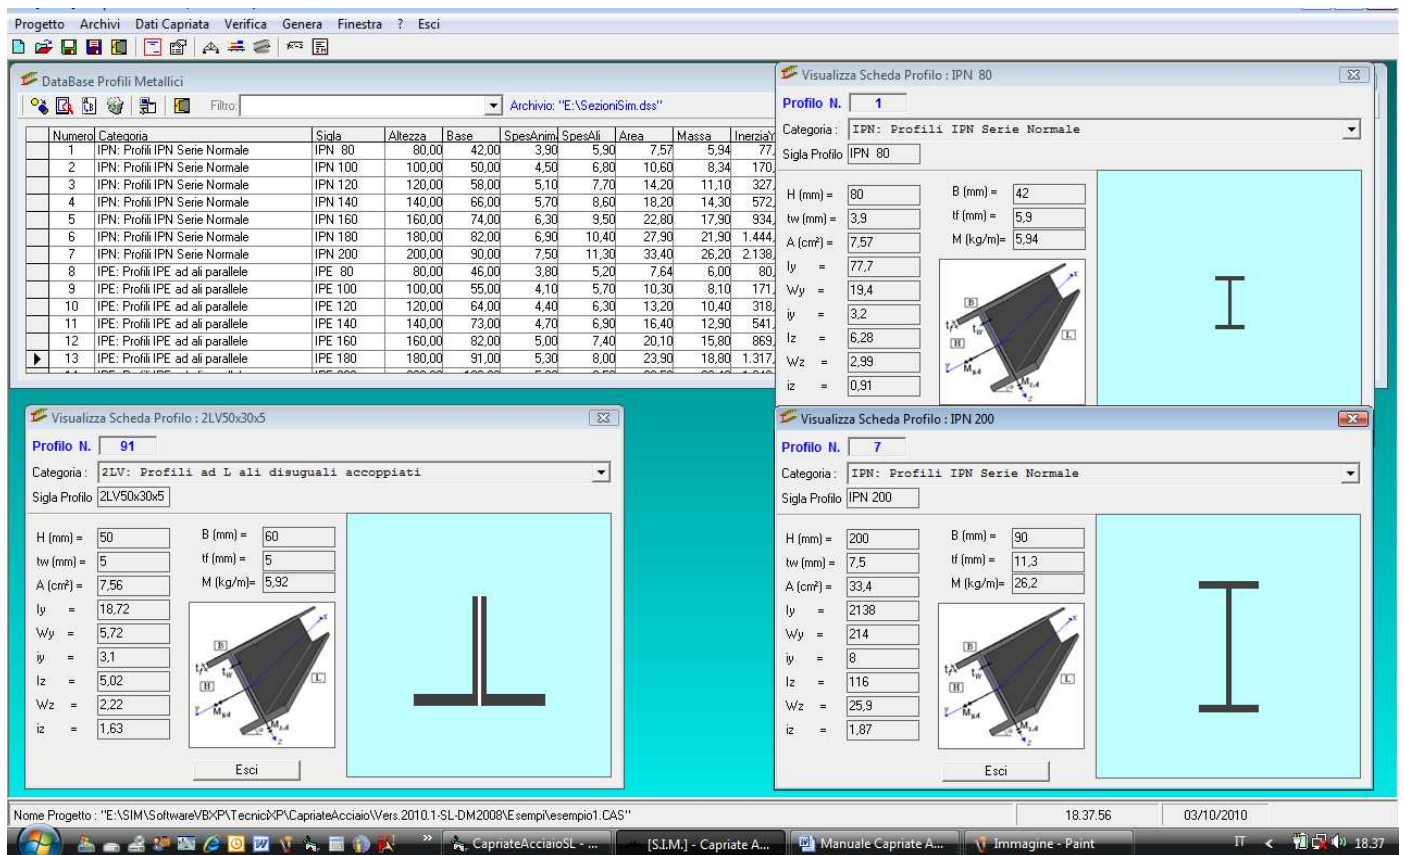 Progetto Archivi Dati Capriata Verifica Genera Finestra ? Esci
DataBase Profili Metallici
Filtro: Archivio: "E:\SezioniSim.dss"
Numero Categoria Sigla Altezza Base SpesAnim SpesAli Area Massa InerziaY
1 IPN: Profili IPN Serie Normale IPN 80 80,00 42,00 3,90 5,90 7,57 5,94 77,
2 IPN: Profili IPN Serie Normale IPN 100 100,00 50,00 4,50 6,80 10,60 8,34 170,
3 IPN: Profili IPN Serie Normale IPN 120 120,00 58,00 5,10 7,70 14,20 11,10 327,
4 IPN: Profili IPN Serie Normale IPN 140 140,00 66,00 5,70 8,60 18,20 14,30 572,
5 IPN: Profili IPN Serie Normale IPN 160 160,00 74,00 6,30 9,50 22,80 17,90 934,
6 IPN: Profili IPN Serie Normale IPN 180 180,00 82,00 6,90 10,40 27,90 21,90 1.444,
7 IPN: Profili IPN Serie Normale IPN 200 200,00 90,00 7,50 11,30 33,40 26,20 2.138,
8 IPE: Profili IPE ad ali parallele IPE 80 80,00 46,00 3,80 5,20 7,64 6,00 80,
9 IPE: Profili IPE ad ali parallele IPE 100 100,00 55,00 4,10 5,70 10,30 8,10 171,
10 IPE: Profili IPE ad ali parallele IPE 120 120,00 64,00 4,40 6,30 13,20 10,40 318,
11 IPE: Profili IPE ad ali parallele IPE 140 140,00 73,00 4,70 6,90 16,40 12,90 541,
12 IPE: Profili IPE ad ali parallele IPE 160 160,00 82,00 5,00 7,40 20,10 15,80 869,
13 IPE: Profili IPE ad ali parallele IPE 180 180,00 91,00 5,30 8,00 23,90 18,80 1.317,
Visualizza Scheda Profilo : IPN 80
Profilo N. 1
Categoria : IPN: Profili IPN Serie Normale
Sigla Profilo IPN 80
H (mm) = 80 B (mm) = 42
tw (mm) = 3,9 tf (mm) = 5,9
A (cm²) = 7,57 M (kg/m)= 5,94
Iy = 77,7
Wy = 19,4
iy = 3,2
Iz = 6,28
Wz = 2,99
iz = 0,91
Visualizza Scheda Profilo : 2LV50x30x5
Profilo N. 91
Categoria : 2LV: Profili ad L ali disuguali accoppiati
Sigla Profilo 2LV50x30x5
H (mm) = 50 B (mm) = 60
tw (mm) = 5 tf (mm) = 5
A (cm²) = 7,56 M (kg/m)= 5,92
Iy = 18,72
Wy = 5,72
iy = 3,1
Iz = 5,02
Wz = 2,22
iz = 1,63
Esci
Visualizza Scheda Profilo : IPN 200
Profilo N. 7
Categoria : IPN: Profili IPN Serie Normale
Sigla Profilo IPN 200
H (mm) = 200 B (mm) = 90
tw (mm) = 7,5 tf (mm) = 11,3
A (cm²) = 33,4 M (kg/m)= 26,2
Iy = 2138
Wy = 214
iy = 8
Iz = 116
Wz = 25,9
iz = 1,87
Esci
Nome Progetto : "E:\SIM\SoftwareVBXP\TecniciXP\CapriateAcciaio\Vers.2010.1-SL-DM2008\Esempi\esempio1.CAS" 18.37.56 03/10/2010
CapriateAcciaioSL - ... [S.I.M.] - Capriate A... Manuale Capriate A... Immagine - Paint IT 18.37